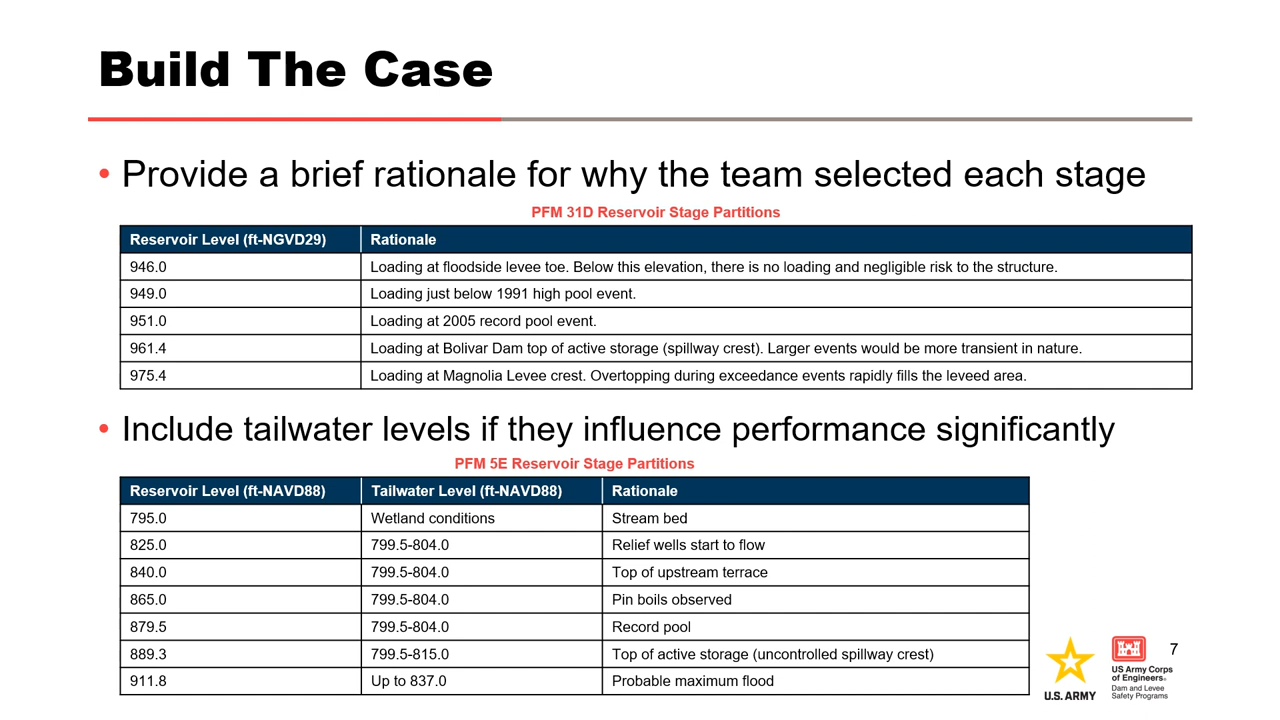 Build The Case
• Provide a brief rationale for why the team selected each stage
PFM 31D Reservoir Stage Partitions
Reservoir Level (ft-NGVD29) Rationale
946.0 Loading at floodside levee toe. Below this elevation, there is no loading and negligible risk to the structure.
949.0 Loading just below 1991 high pool event.
951.0 Loading at 2005 record pool event.
961.4 Loading at Bolivar Dam top of active storage (spillway crest). Larger events would be more transient in nature.
975.4 Loading at Magnolia Levee crest. Overtopping during exceedance events rapidly fills the leveed area.
• Include tailwater levels if they influence performance significantly
PFM 5E Reservoir Stage Partitions
Reservoir Level (ft-NAVD88) Tailwater Level (ft-NAVD88) Rationale
795.0 Wetland conditions Stream bed
825.0 799.5-804.0 Relief wells start to flow
840.0 799.5-804.0 Top of upstream terrace
865.0 799.5-804.0 Pin boils observed
879.5 799.5-804.0 Record pool
889.3 799.5-815.0 Top of active storage (uncontrolled spillway crest)
911.8 Up to 837.0 Probable maximum flood
7
U.S. ARMY
US Army Corps
of Engineers®
Dam and Levee
Safety Programs